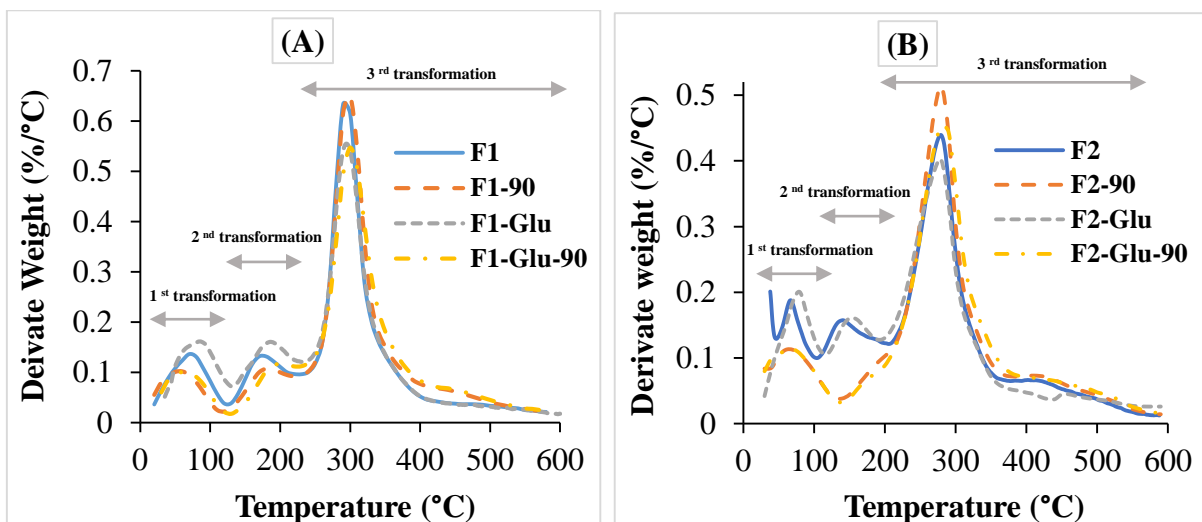 (A)
Deivate Weight (%/°C)
0.7
0.6
0.5
0.4
0.3
0.2
0.1
0
3 rd transformation
2 nd transformation
1 st transformation
F1
F1-90
F1-Glu
F1-Glu-90
0 100 200 300 400 500 600
Temperature (°C)
(B)
Derivate weight (%/°C)
0.5
0.4
0.3
0.2
0.1
0
3 rd transformation
2 nd transformation
1 st transformation
F2
F2-90
F2-Glu
F2-Glu-90
0 100 200 300 400 500 600
Temperature (°C)